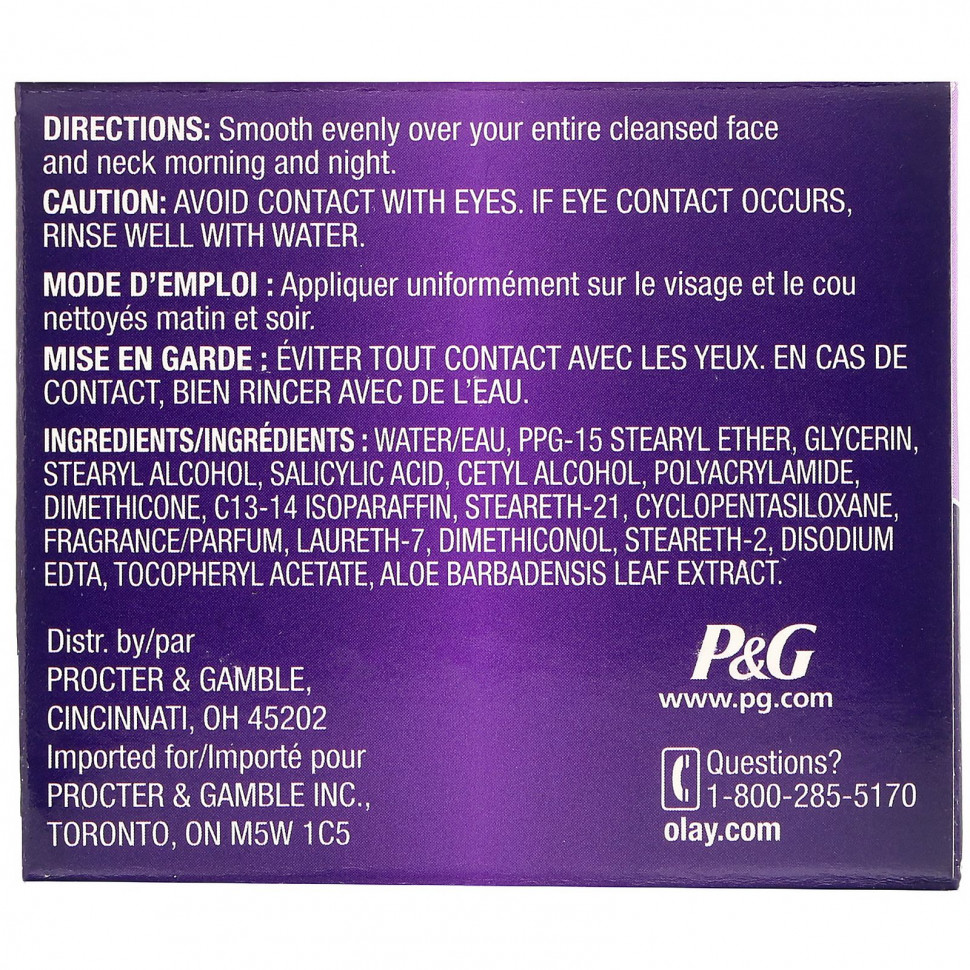 DIRECTIONS: Smooth evenly over your entire cleansed face
and neck morning and night.
CAUTION: AVOID CONTACT WITH EYES. IF EYE CONTACT OCCURS,
RINSE WELL WITH WATER.
MODE D'EMPLOI : Appliquer uniformément sur le visage et le cou
nettoyés matin et soir.
MISE EN GARDE : ÉVITER TOUT CONTACT AVEC LES YEUX. EN CAS DE
CONTACT, BIEN RINCER AVEC DE L'EAU.
INGREDIENTS/INGRÉDIENTS : WATER/EAU, PPG-15 STEARYL ETHER, GLYCERIN,
STEARYL ALCOHOL, SALICYLIC ACID, CETYL ALCOHOL, POLYACRYLAMIDE,
DIMETHICONE, C13-14 ISOPARAFFIN, STEARETH-21, CYCLOPENTASILOXANE,
FRAGRANCE/PARFUM, LAURETH-7, DIMETHICONOL, STEARETH-2, DISODIUM
EDTA, TOCOPHERYL ACETATE, ALOE BARBADENSIS LEAF EXTRACT.
Distr. by/par
PROCTER & GAMBLE,
CINCINNATI, OH 45202
Imported for/Importé pour
PROCTER & GAMBLE INC.,
TORONTO, ON M5W 1C5
P&G
www.pg.com
Questions?
1-800-285-5170
olay.com